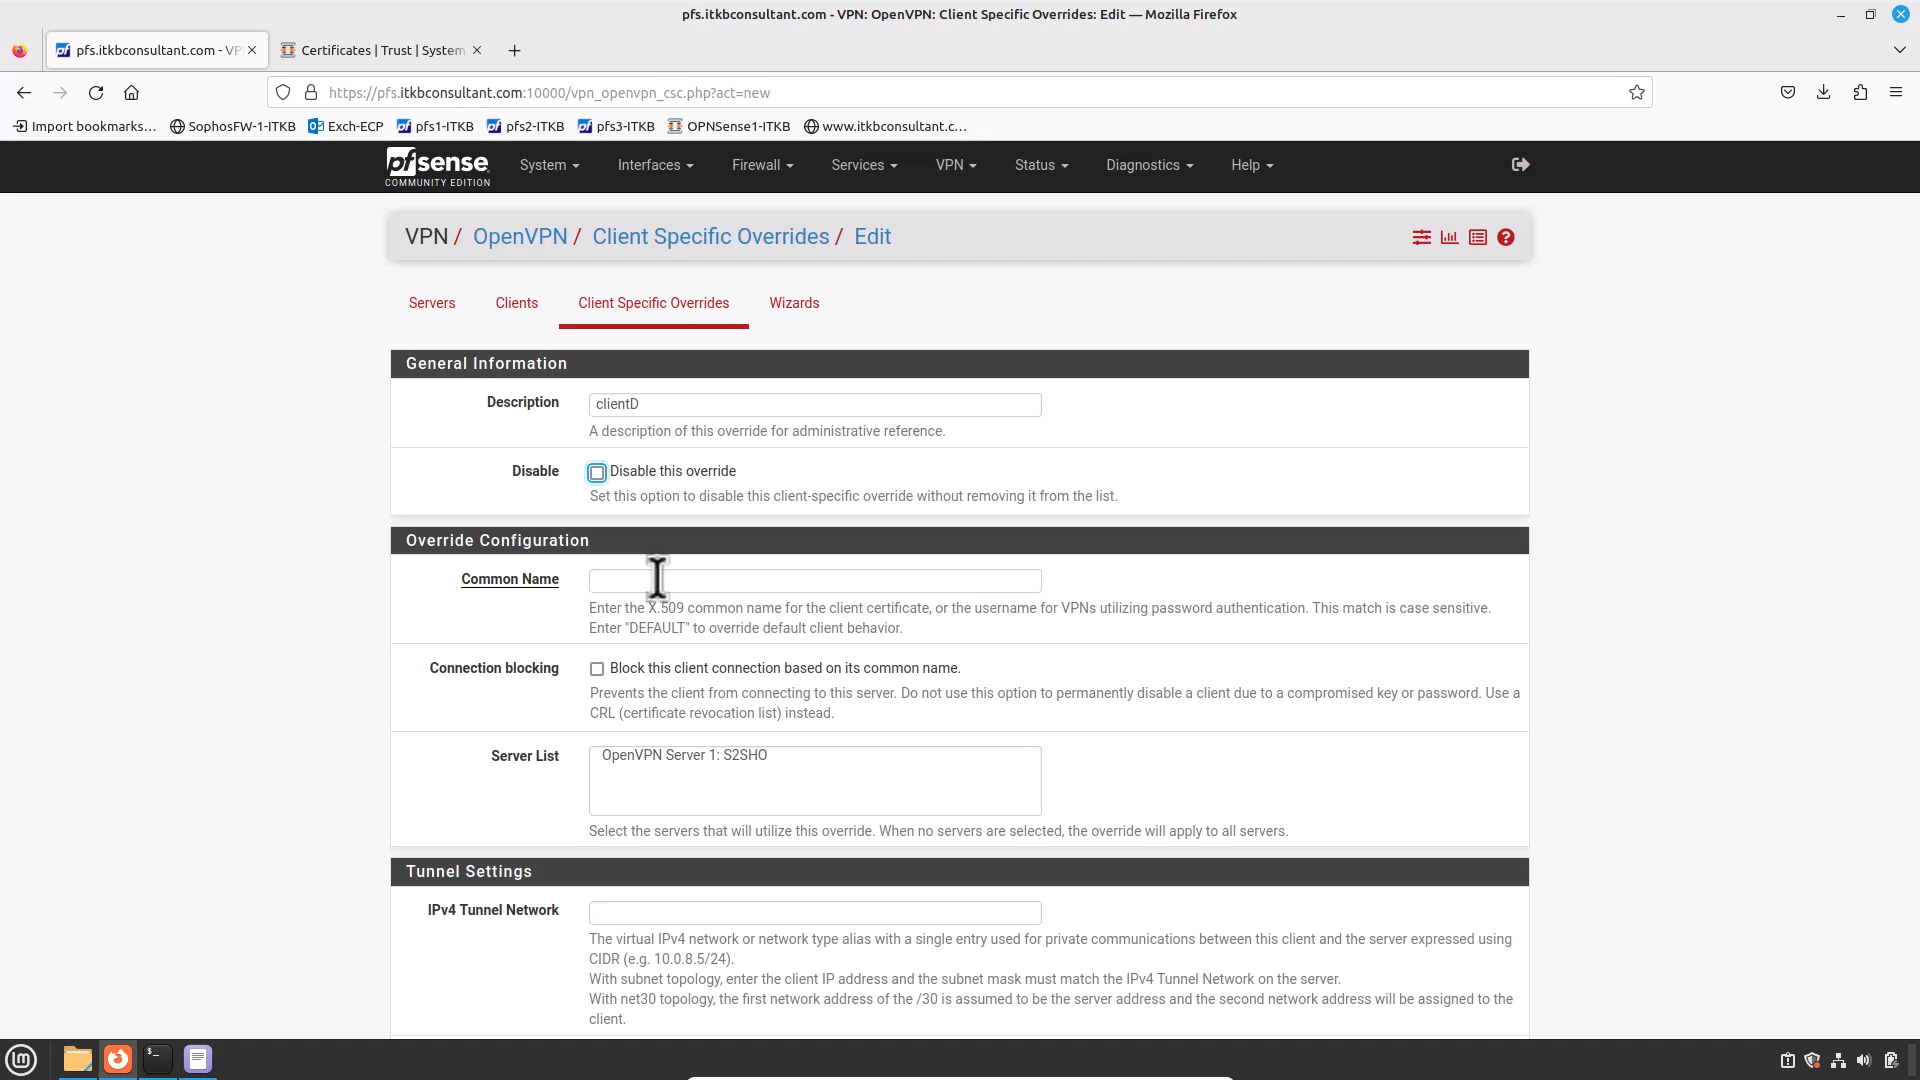 pfs.itkbconsultant.com - VPN: OpenVPN: Client Specific Overrides: Edit — Mozilla Firefox
pfs.itkbconsultant.com - VP
Certificates | Trust | System
https://pfs.itkbconsultant.com:10000/vpn_openvpn_csc.php?act=new
Import bookmarks... SophosFW-1-ITKB Exch-ECP pfs1-ITKB pfs2-ITKB pfs3-ITKB OPNSense1-ITKB www.itkbconsultant.c...
pfsense
COMMUNITY EDITION
System Interfaces Firewall Services VPN Status Diagnostics Help
VPN / OpenVPN / Client Specific Overrides / Edit
Servers Clients Client Specific Overrides Wizards
General Information
Description clientD
A description of this override for administrative reference.
Disable Disable this override
Set this option to disable this client-specific override without removing it from the list.
Override Configuration
Common Name
Enter the X.509 common name for the client certificate, or the username for VPNs utilizing password authentication. This match is case sensitive.
Enter "DEFAULT" to override default client behavior.
Connection blocking Block this client connection based on its common name.
Prevents the client from connecting to this server. Do not use this option to permanently disable a client due to a compromised key or password. Use a
CRL (certificate revocation list) instead.
Server List OpenVPN Server 1: S2SHO
Select the servers that will utilize this override. When no servers are selected, the override will apply to all servers.
Tunnel Settings
IPv4 Tunnel Network
The virtual IPv4 network or network type alias with a single entry used for private communications between this client and the server expressed using
CIDR (e.g. 10.0.8.5/24).
With subnet topology, enter the client IP address and the subnet mask must match the IPv4 Tunnel Network on the server.
With net30 topology, the first network address of the /30 is assumed to be the server address and the second network address will be assigned to the
client.